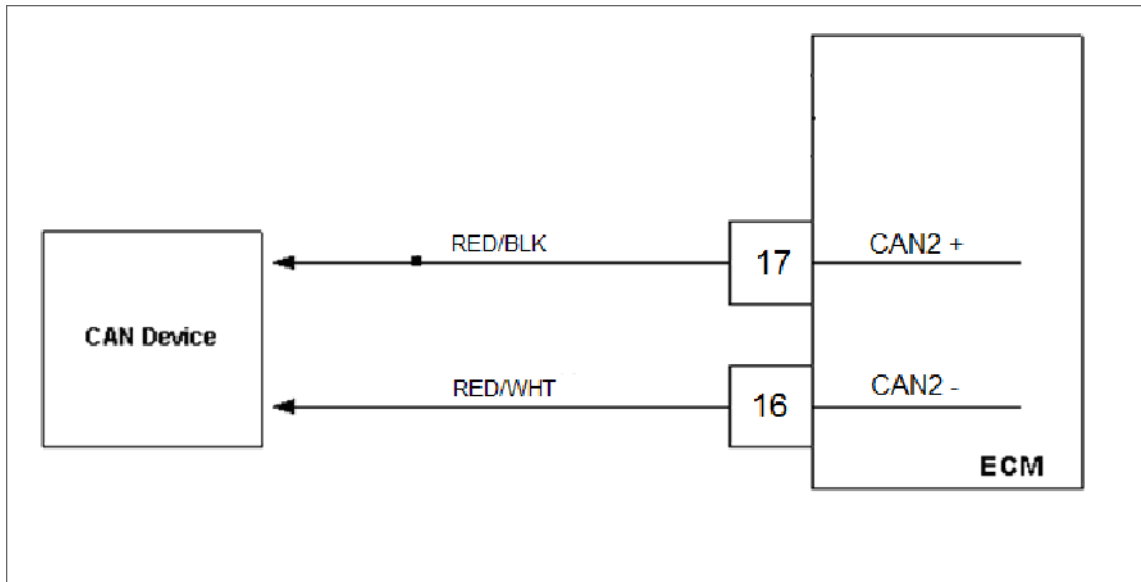 RED/BLK
17
CAN2 +
CAN Device
RED/WHT
16
CAN2 -
ECM